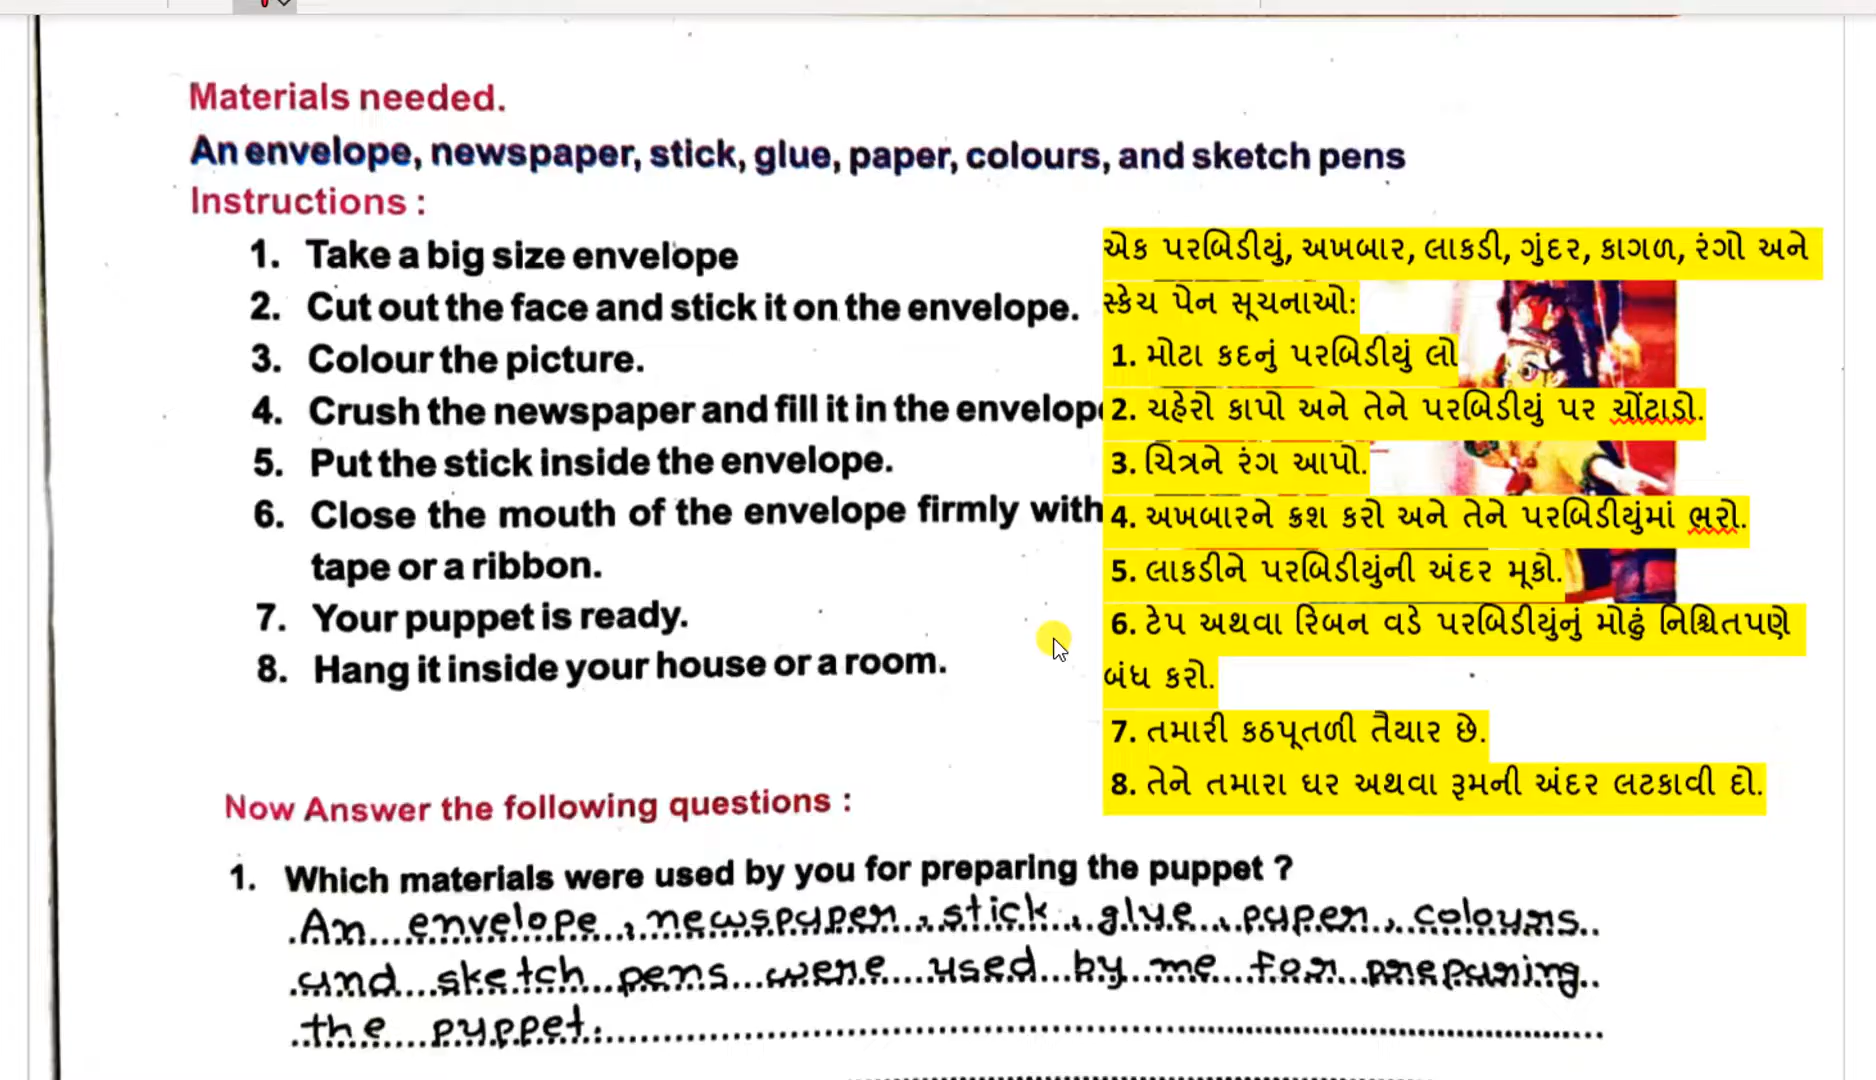 Materials needed.
An envelope, newspaper, stick, glue, paper, colours, and sketch pens
Instructions :
1. Take a big size envelope
2. Cut out the face and stick it on the envelope.
3. Colour the picture.
4. Crush the newspaper and fill it in the envelop
5. Put the stick inside the envelope.
6. Close the mouth of the envelope firmly with
tape or a ribbon.
7. Your puppet is ready.
8. Hang it inside your house or a room.
એક પરબિડીયું, અખબાર, લાકડી, ગુંદર, કાગળ, રંગો અને
સ્કેચ પેન સૂચનાઓ:
1. મોટા કદનું પરબિડીયું લો
2. ચહેરો કાપો અને તેને પરબિડીયું પર ચોંટાડો.
3. ચિત્રને રંગ આપો.
4. અખબારને ક્રશ કરો અને તેને પરબિડીયુંમાં ભરો.
5. લાકડીને પરબિડીયુંની અંદર મૂકો.
6. ટેપ અથવા રિબન વડે પરબિડીયુંનું મોઢું નિશ્ચિતપણે
બંધ કરો.
7. તમારી કઠપૂતળી તૈયાર છે.
8. તેને તમારા ઘર અથવા રૂમની અંદર લટકાવી દો.
Now Answer the following questions :
1. Which materials were used by you for preparing the puppet ?
An envelope, newspaper, stick, glue, paper, colours
and sketch pens were used by me for preparing
the puppet.